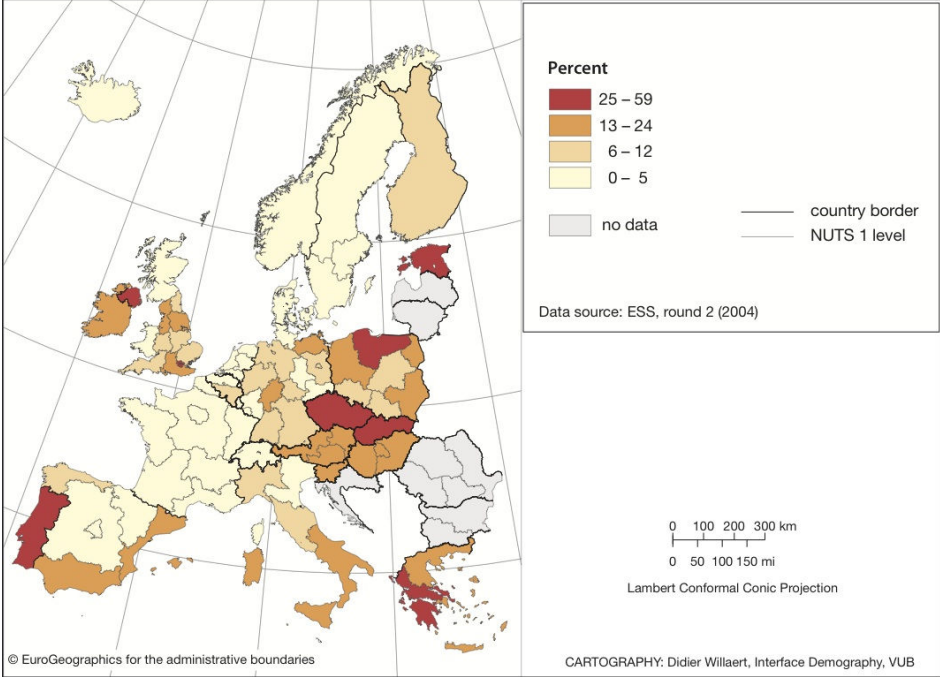 Percent
25 – 59
13 – 24
6 – 12
0 – 5
no data
country border
NUTS 1 level
Data source: ESS, round 2 (2004)
0 100 200 300 km
0 50 100 150 mi
Lambert Conformal Conic Projection
© EuroGeographics for the administrative boundaries
CARTOGRAPHY: Didier Willaert, Interface Demography, VUB